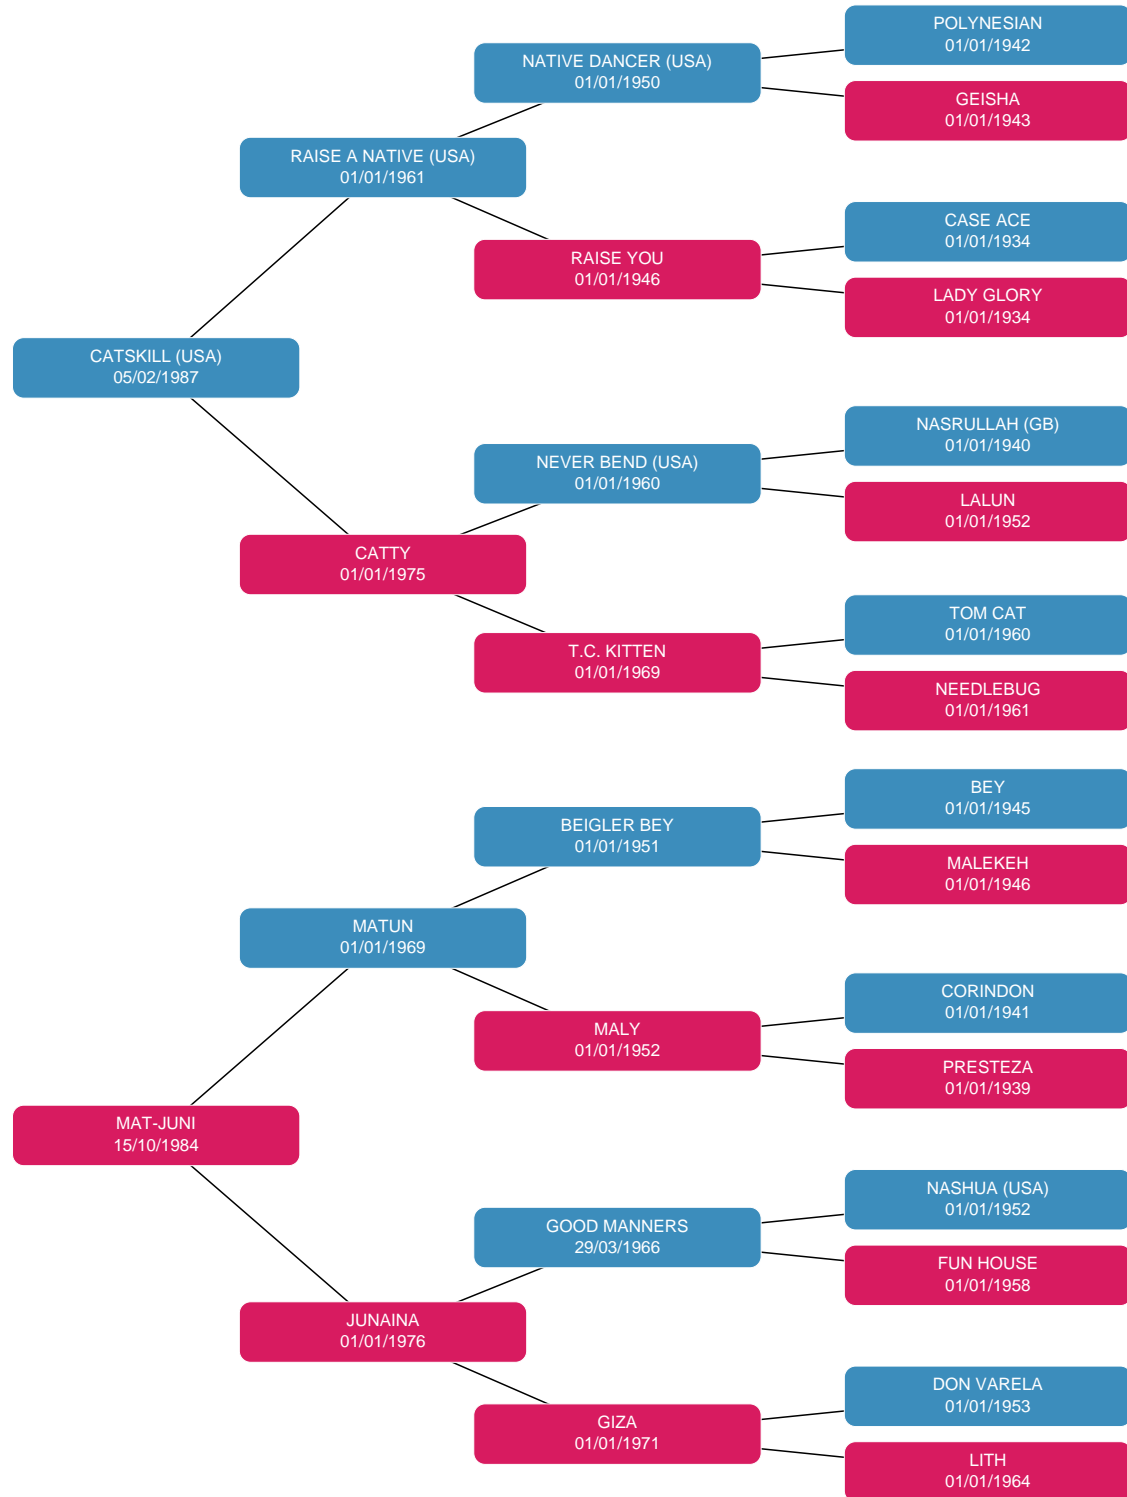 POLYNESIAN
01/01/1942
NATIVE DANCER (USA)
01/01/1950
GEISHA
01/01/1943
RAISE A NATIVE (USA)
01/01/1961
CASE ACE
01/01/1934
RAISE YOU
01/01/1946
LADY GLORY
01/01/1934
CATSKILL (USA)
05/02/1987
NASRULLAH (GB)
01/01/1940
NEVER BEND (USA)
01/01/1960
LALUN
01/01/1952
CATTY
01/01/1975
TOM CAT
01/01/1960
T.C. KITTEN
01/01/1969
NEEDLEBUG
01/01/1961
BEY
01/01/1945
BEIGLER BEY
01/01/1951
MALEKEH
01/01/1946
MATUN
01/01/1969
CORINDON
01/01/1941
MALY
01/01/1952
PRESTEZA
01/01/1939
MAT-JUNI
15/10/1984
NASHUA (USA)
01/01/1952
GOOD MANNERS
29/03/1966
FUN HOUSE
01/01/1958
JUNAINA
01/01/1976
DON VARELA
01/01/1953
GIZA
01/01/1971
LITH
01/01/1964